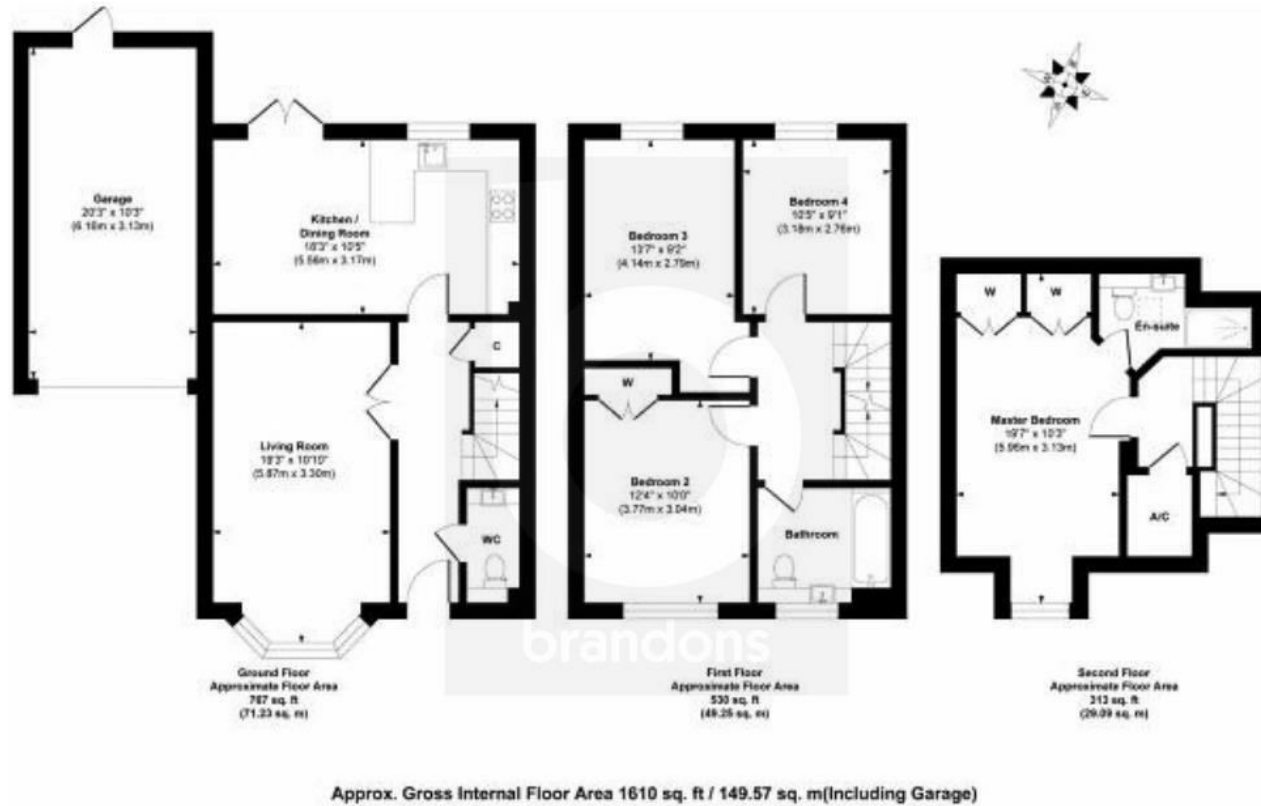 Garage
20'3" x 10'3"
(6.16m x 3.13m)
Kitchen /
Dining Room
18'3" x 10'5"
(5.56m x 3.17m)
Living Room
19'3" x 10'10"
(5.87m x 3.30m)
C
WC
Ground Floor
Approximate Floor Area
767 sq. ft
(71.23 sq. m)
Bedroom 3
13'7" x 9'2"
(4.14m x 2.79m)
Bedroom 4
10'5" x 9'1"
(3.18m x 2.76m)
W
Bedroom 2
12'4" x 10'0"
(3.77m x 3.04m)
Bathroom
brandons
First Floor
Approximate Floor Area
530 sq. ft
(49.25 sq. m)
W
W
En-suite
Master Bedroom
19'7" x 10'3"
(5.96m x 3.13m)
A/C
Second Floor
Approximate Floor Area
313 sq. ft
(29.09 sq. m)
Approx. Gross Internal Floor Area 1610 sq. ft / 149.57 sq. m(Including Garage)